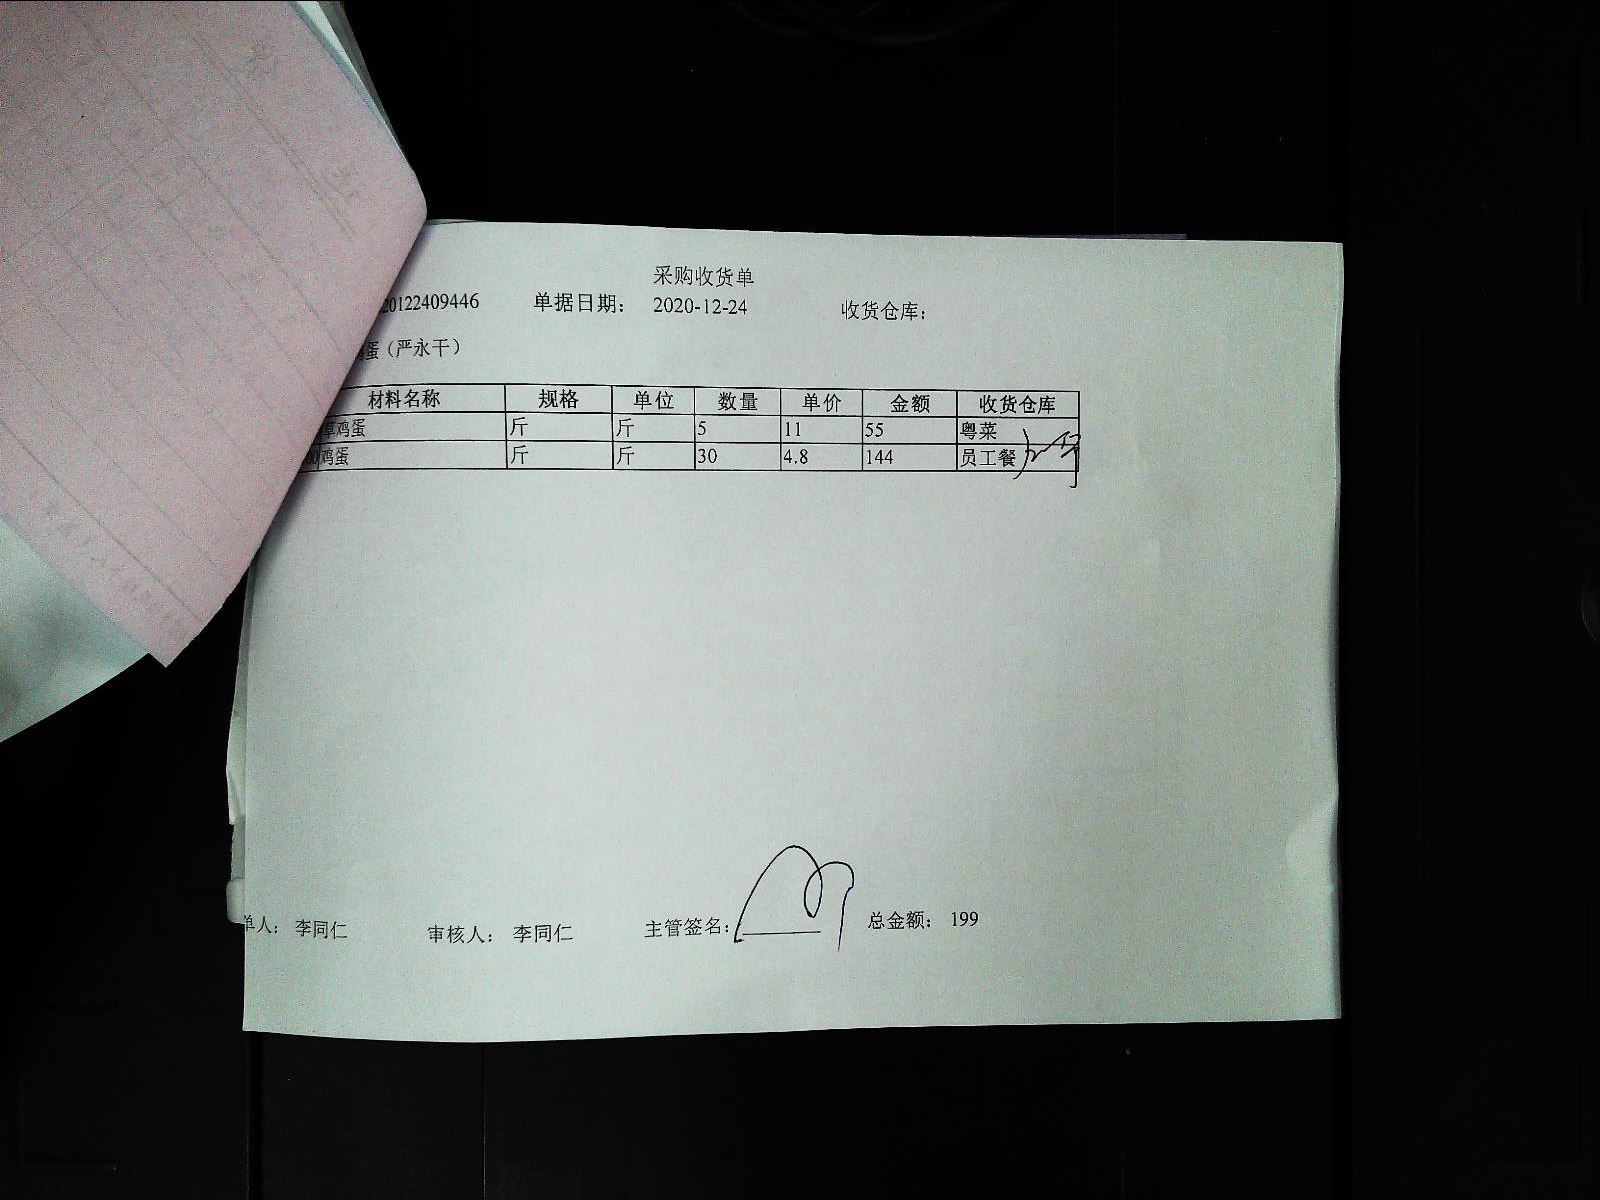 采购收货单
20122409446 单据日期： 2020-12-24 收货仓库：
蛋（严永干）
材料名称 规格 单位 数量 单价 金额 收货仓库
草鸡蛋 斤 斤 5 11 55 粤菜
鸡蛋 斤 斤 30 4.8 144 员工餐
单人： 李同仁 审核人： 李同仁 主管签名： 总金额： 199